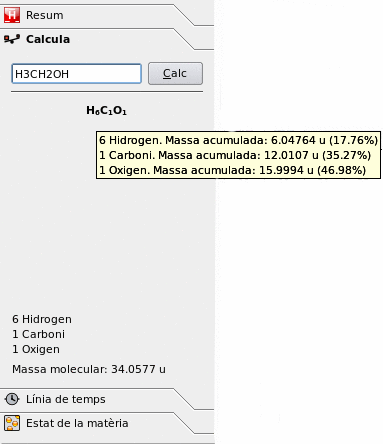 Resum
Calcula
H3CH2OH
Calc
H₆C₁O₁
6 Hidrogen. Massa acumulada: 6.04764 u (17.76%)
1 Carboni. Massa acumulada: 12.0107 u (35.27%)
1 Oxigen. Massa acumulada: 15.9994 u (46.98%)
6 Hidrogen
1 Carboni
1 Oxigen
Massa molecular: 34.0577 u
Línia de temps
Estat de la matèria